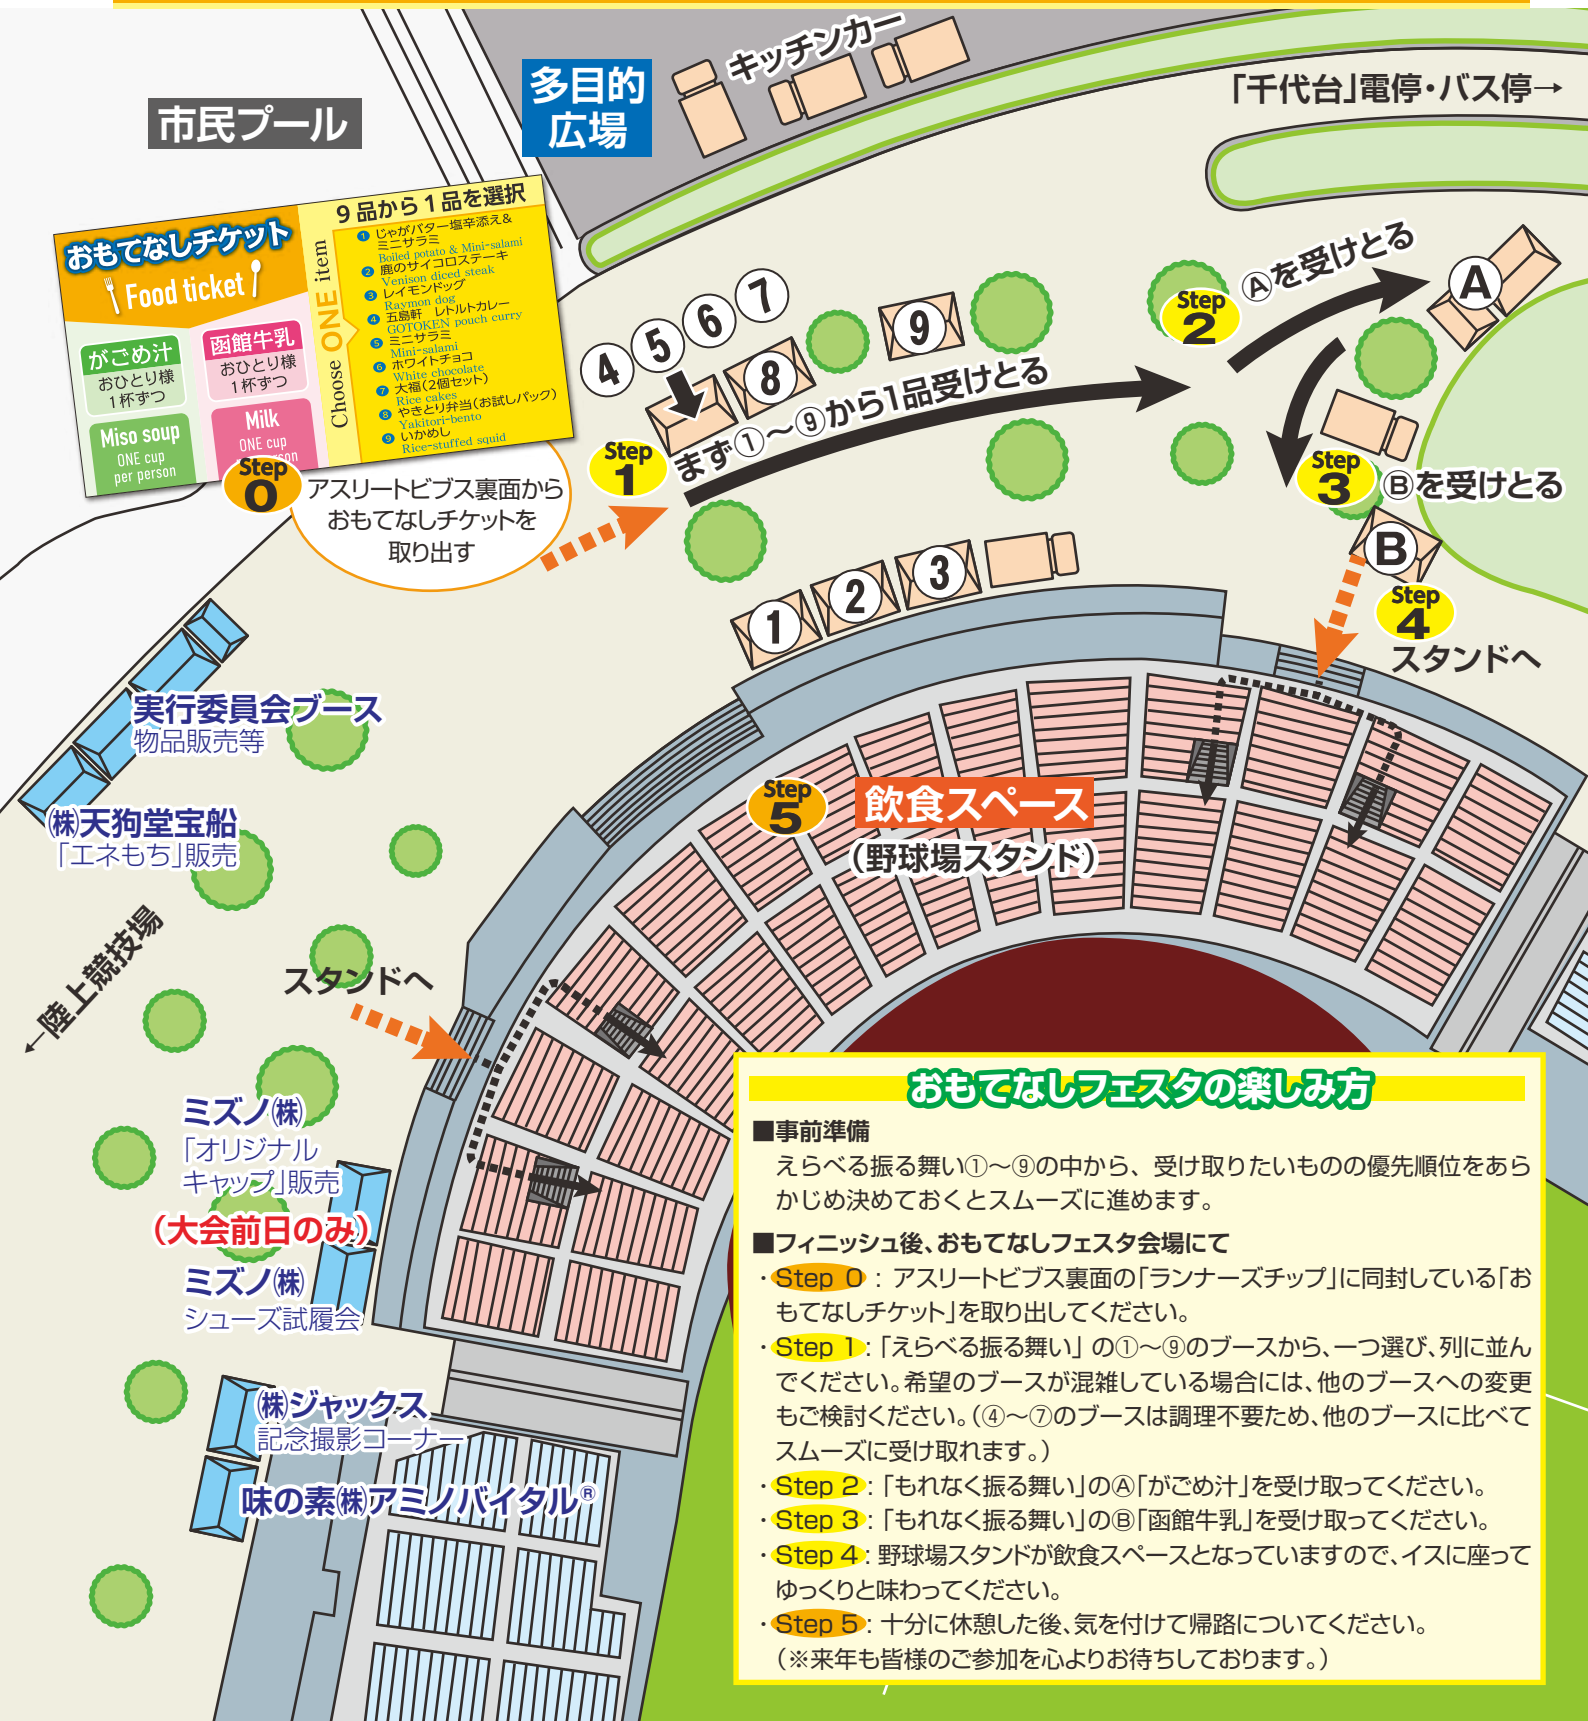 キッチンカー
多目的
広場
市民プール
「千代台」電停・バス停→
おもてなしチケット
Food ticket
がごめ汁
おひとり様
1杯ずつ
Miso soup
ONE cup
per person
函館牛乳
おひとり様
1杯ずつ
Milk
ONE cup
Choose ONE item
9品から1品を選択
❶ じゃがバター塩辛添え&
ミニサラミ
Boiled potato & Mini-salami
❷ 鹿のサイコロステーキ
Venison diced steak
❸ レイモンドッグ
Raymon dog
❹ 五島軒 レトルトカレー
GOTOKEN pouch curry
❺ ミニサラミ
Mini-salami
❻ ホワイトチョコ
White chocolate
❼ 大福(2個セット)
Rice cakes
❽ やきとり弁当(お試しパック)
Yakitori-bento
❾ いかめし
Rice-stuffed squid
Step
0
アスリートビブス裏面から
おもてなしチケットを
取り出す
4
5
6
7
8
9
Step
1
まず①～⑨から1品受けとる
Step
2
Ⓐを受けとる
A
Step
3
Ⓑを受けとる
B
Step
4
スタンドへ
1
2
3
実行委員会ブース
物品販売等
㈱天狗堂宝船
「エネもち」販売
Step
5
飲食スペース
(野球場スタンド)
←陸上競技場
スタンドへ
ミズノ㈱
「オリジナル
キャップ」販売
(大会前日のみ)
ミズノ㈱
シューズ試履会
㈱ジャックス
記念撮影コーナー
味の素㈱アミノバイタル®
おもてなしフェスタの楽しみ方
■事前準備
えらべる振る舞い①～⑨の中から、受け取りたいものの優先順位をあら
かじめ決めておくとスムーズに進めます。
■フィニッシュ後、おもてなしフェスタ会場にて
・Step 0：アスリートビブス裏面の「ランナーズチップ」に同封している「お
もてなしチケット」を取り出してください。
・Step 1：「えらべる振る舞い」の①～⑨のブースから、一つ選び、列に並ん
でください。希望のブースが混雑している場合には、他のブースへの変更
もご検討ください。(④～⑦のブースは調理不要ため、他のブースに比べて
スムーズに受け取れます。)
・Step 2：「もれなく振る舞い」のⒶ「がごめ汁」を受け取ってください。
・Step 3：「もれなく振る舞い」のⒷ「函館牛乳」を受け取ってください。
・Step 4：野球場スタンドが飲食スペースとなっていますので、イスに座って
ゆっくりと味わってください。
・Step 5：十分に休憩した後、気を付けて帰路についてください。
(※来年も皆様のご参加を心よりお待ちしております。)